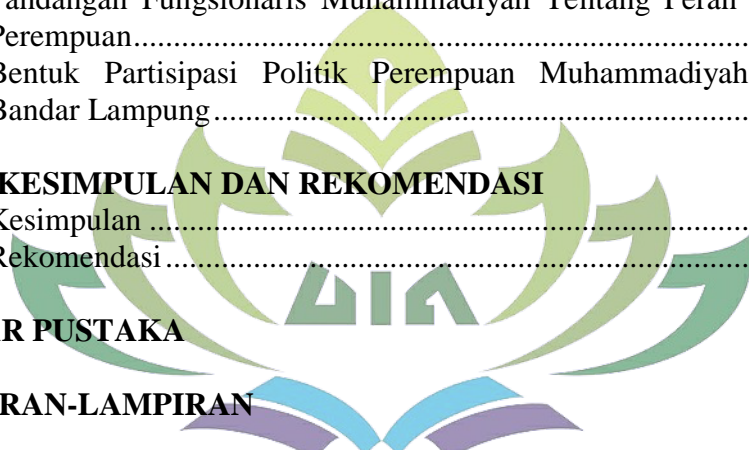 Pandangan Fungsionaris Muhammadiyah Tentang Peran
Perempuan.......................................................................
Bentuk Partisipasi Politik Perempuan Muhammadiyah
Bandar Lampung.............................................................
KESIMPULAN DAN REKOMENDASI
Kesimpulan .....................................................................
Rekomendasi...................................................................
UIN
R PUSTAKA
RAN-LAMPIRAN